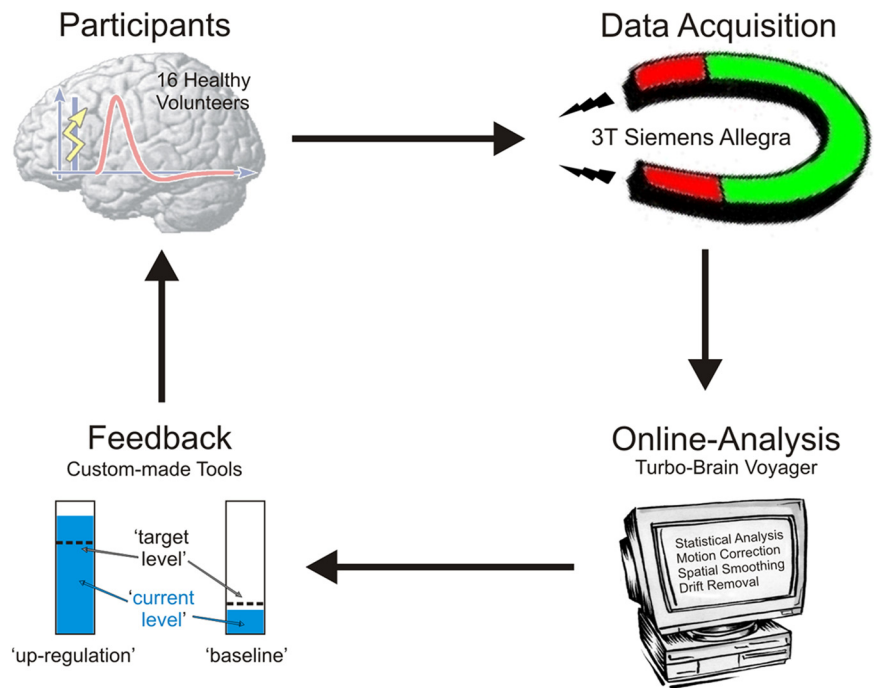 Participants
16 Healthy
Volunteers
Data Acquisition
3T Siemens Allegra
Online-Analysis
Turbo-Brain Voyager
Statistical Analysis
Motion Correction
Spatial Smoothing
Drift Removal
Feedback
Custom-made Tools
‘target
level’
‘current
level’
‘up-regulation’
‘baseline’